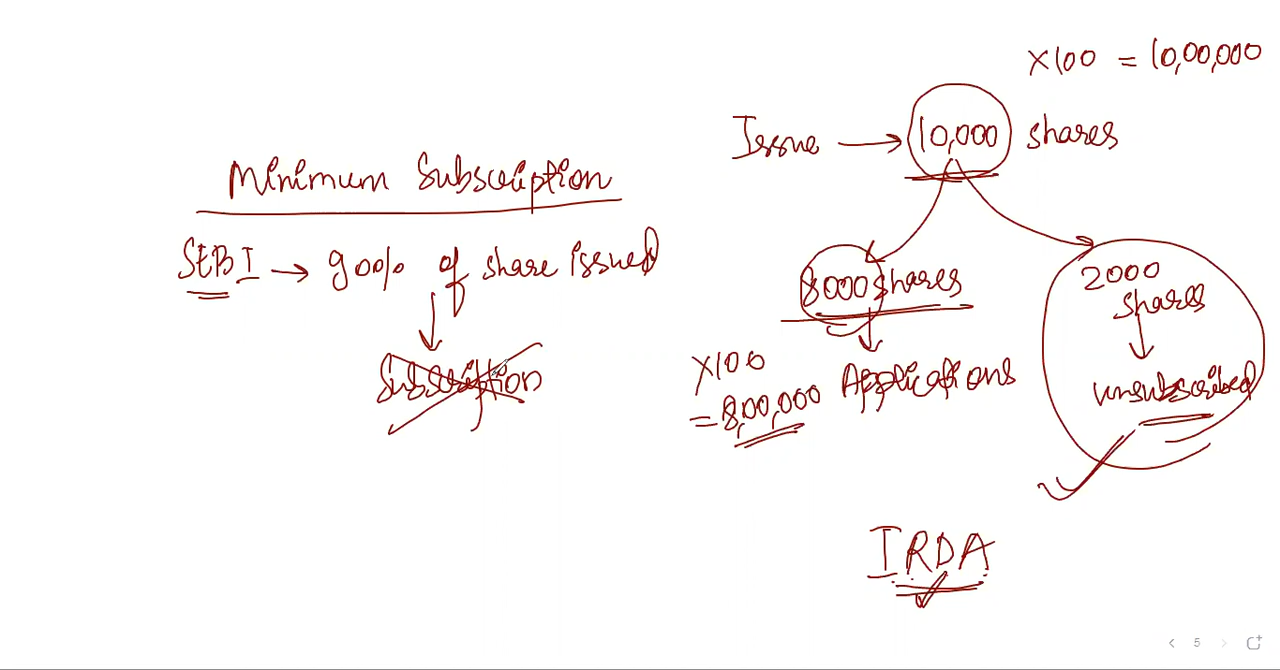 Minimum Subscription
SEBI → 90% of share issued
Subscription
×100 = 10,00,000
Issue → 10,000 shares
8000 shares
2000
shares
Applications
unsubscribed
×100
= 8,00,000
IRDA
5